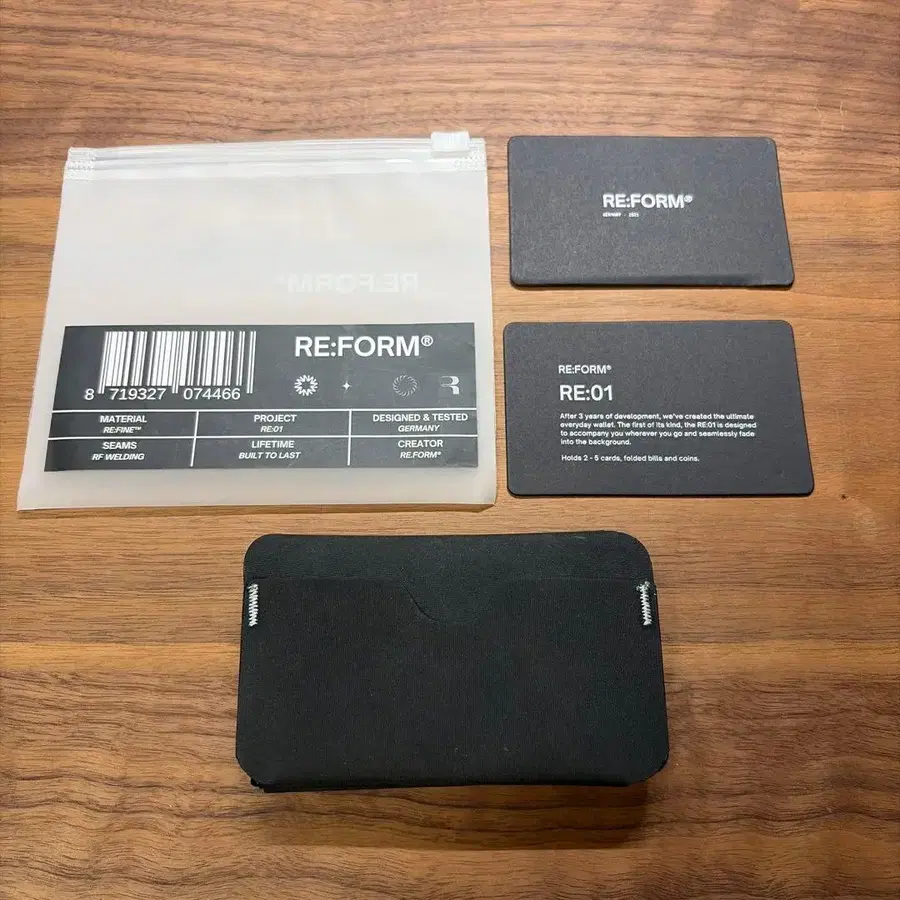 RE:FORM®
8 719327 074466
RE:FORM®
MATERIAL
RE:FINE™
PROJECT
RE:01
DESIGNED & TESTED
GERMANY
SEAMS
RF WELDING
LIFETIME
BUILT TO LAST
CREATOR
RE.FORM®
RE:FORM®
RE:FORM®
RE:01
After 3 years of development, we've created the ultimate
everyday wallet. The first of its kind, the RE:01 is designed
to accompany you wherever you go and seamlessly fade
into the background.
Holds 2 - 5 cards, folded bills and coins.